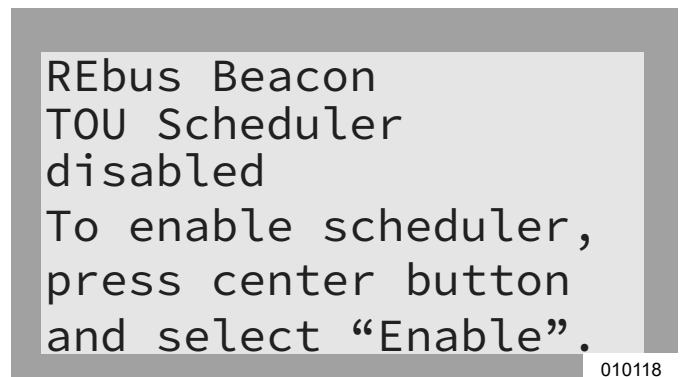 REbus Beacon
TOU Scheduler
disabled
To enable scheduler,
press center button
and select “Enable”.
010118